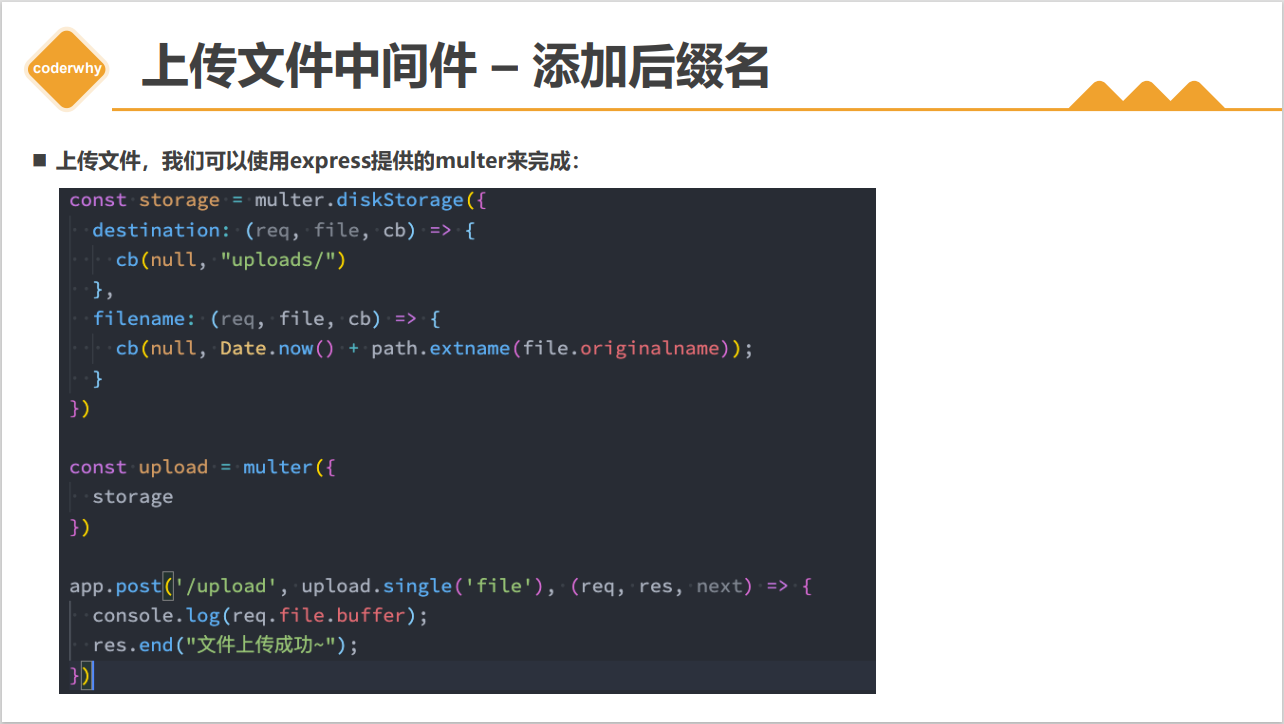 coderwhy
上传文件中间件 – 添加后缀名
上传文件，我们可以使用express提供的multer来完成：
const storage = multer.diskStorage({
  destination: (req, file, cb) => {
    cb(null, "uploads/")
  },
  filename: (req, file, cb) => {
    cb(null, Date.now() + path.extname(file.originalname));
  }
})
const upload = multer({
  storage
})
app.post('/upload', upload.single('file'), (req, res, next) => {
  console.log(req.file.buffer);
  res.end("文件上传成功~");
})